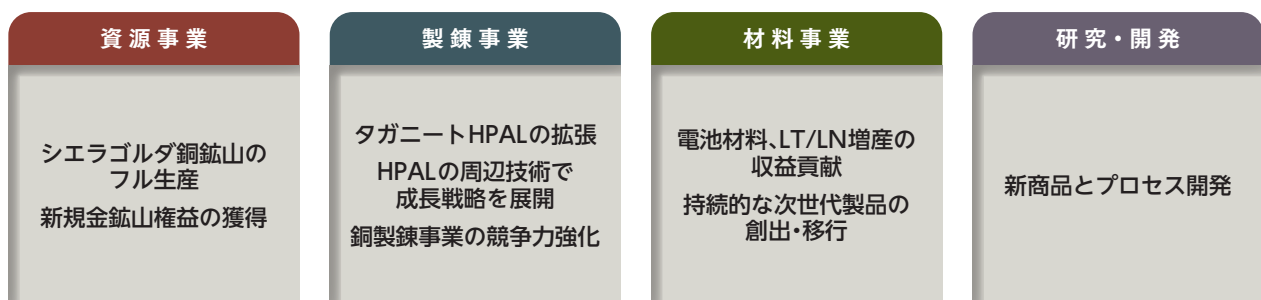 資源事業
シエラゴルダ銅鉱山の
フル生産
新規金鉱山権益の獲得
製錬事業
タガニートHPALの拡張
HPALの周辺技術で
成長戦略を展開
銅製錬事業の競争力強化
材料事業
電池材料、LT/LN増産の
収益貢献
持続的な次世代製品の
創出・移行
研究・開発
新商品とプロセス開発